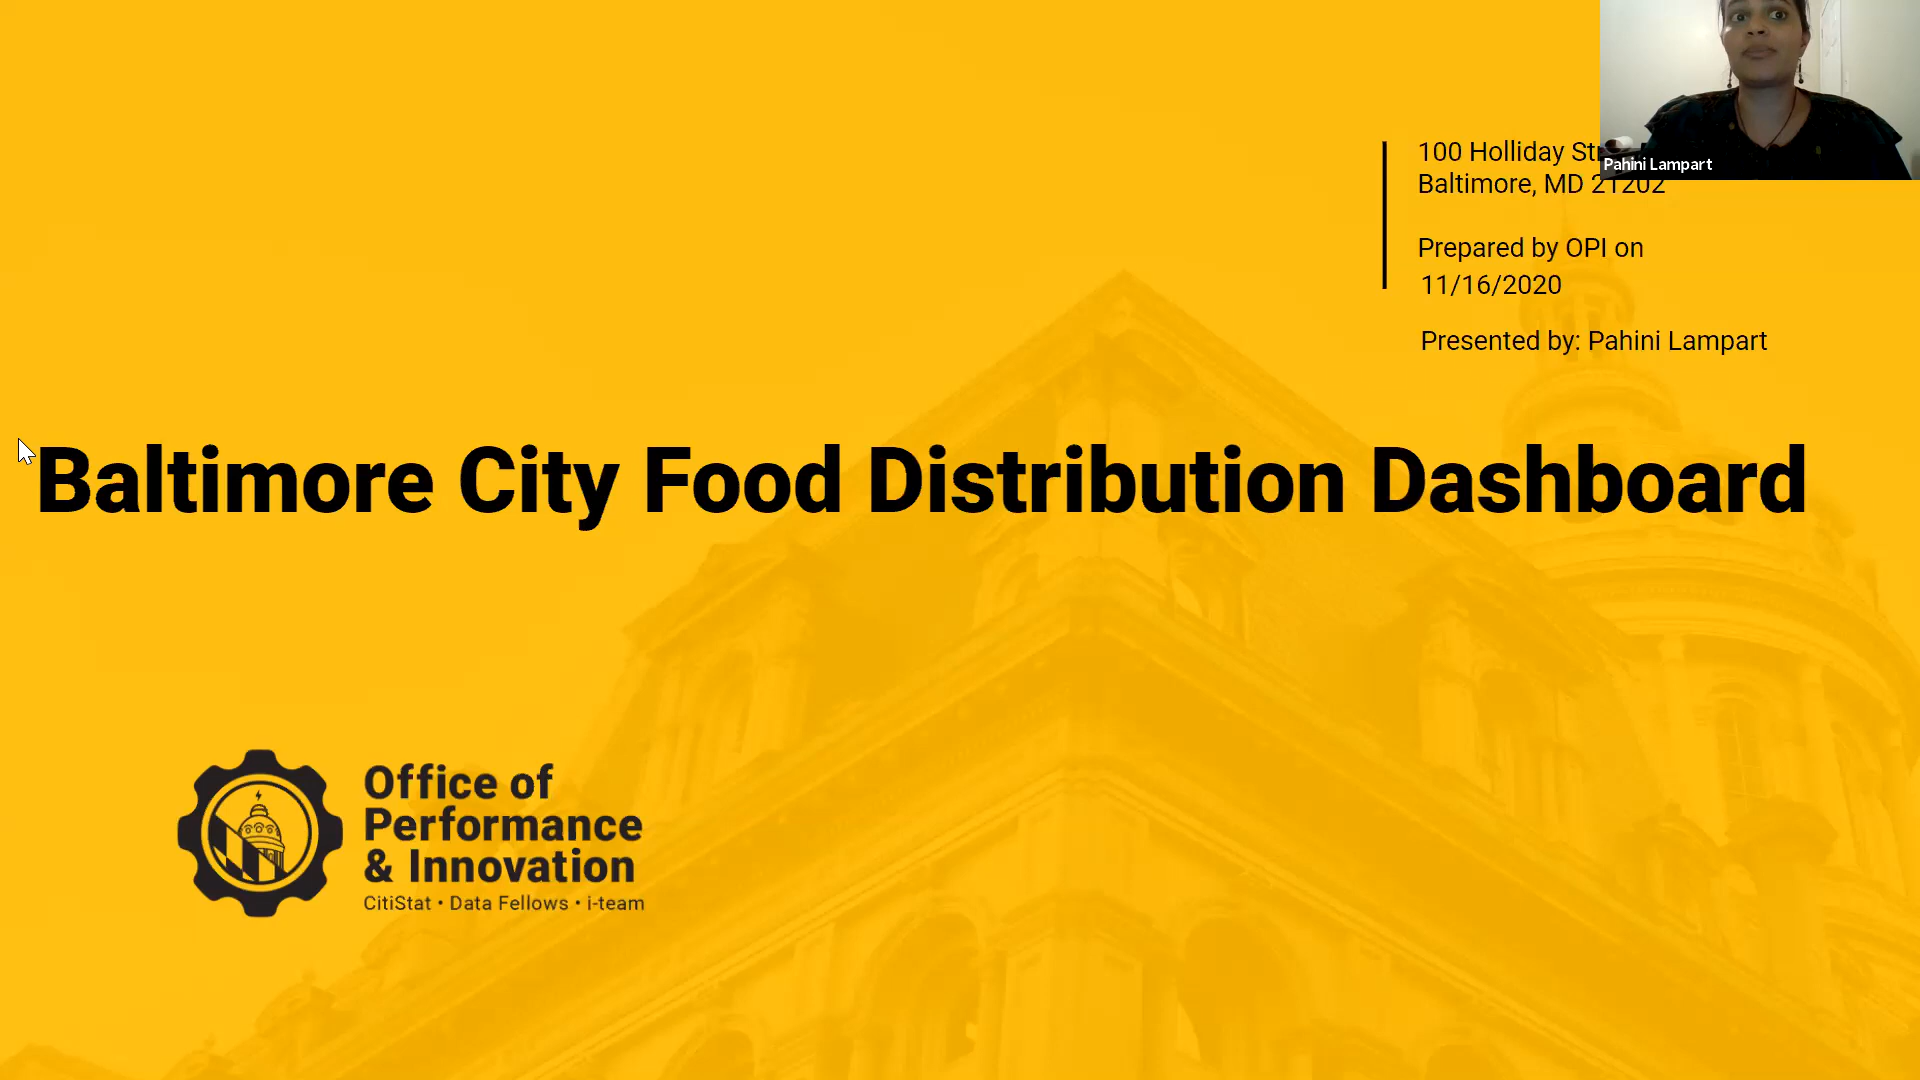 100 Holliday
Pahini Lampart
Baltimore, MD 21202
Prepared by OPI on
11/16/2020
Presented by: Pahini Lampart
Baltimore City Food Distribution Dashboard
Office of
Performance
& Innovation
CitiStat • Data Fellows • i-team